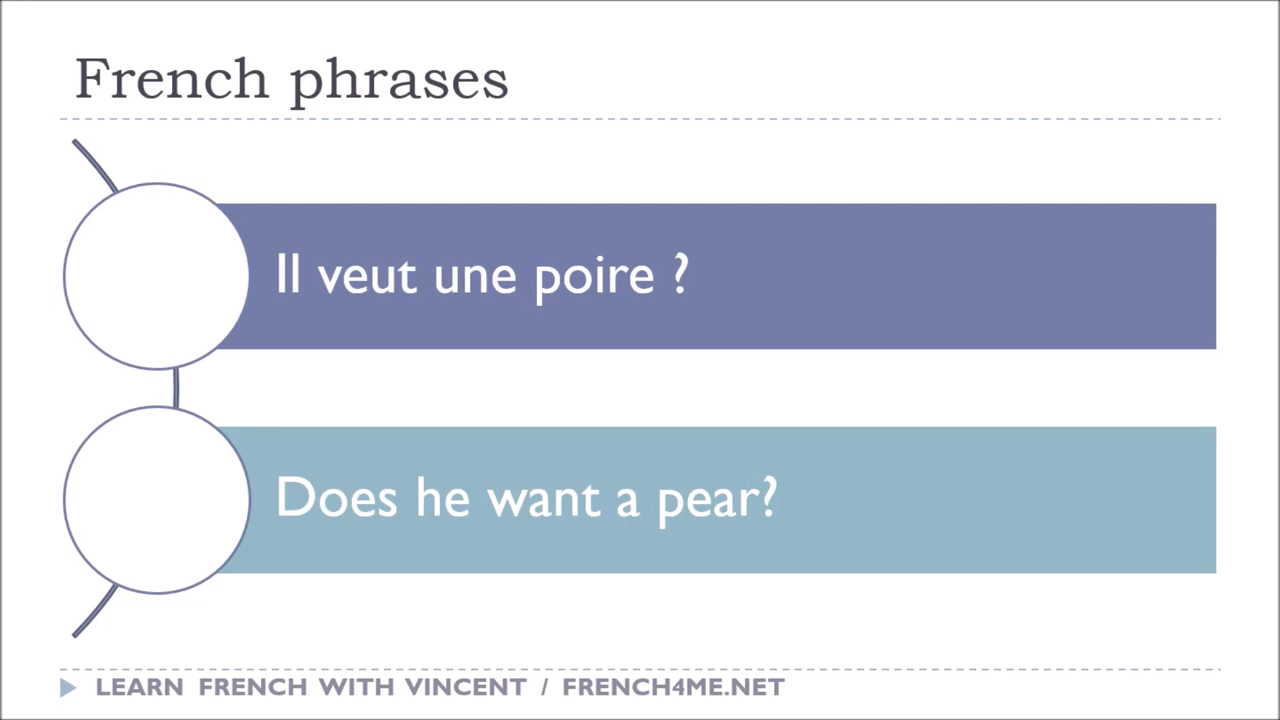 French phrases
Il veut une poire ?
Does he want a pear?
LEARN FRENCH WITH VINCENT / FRENCH4ME.NET